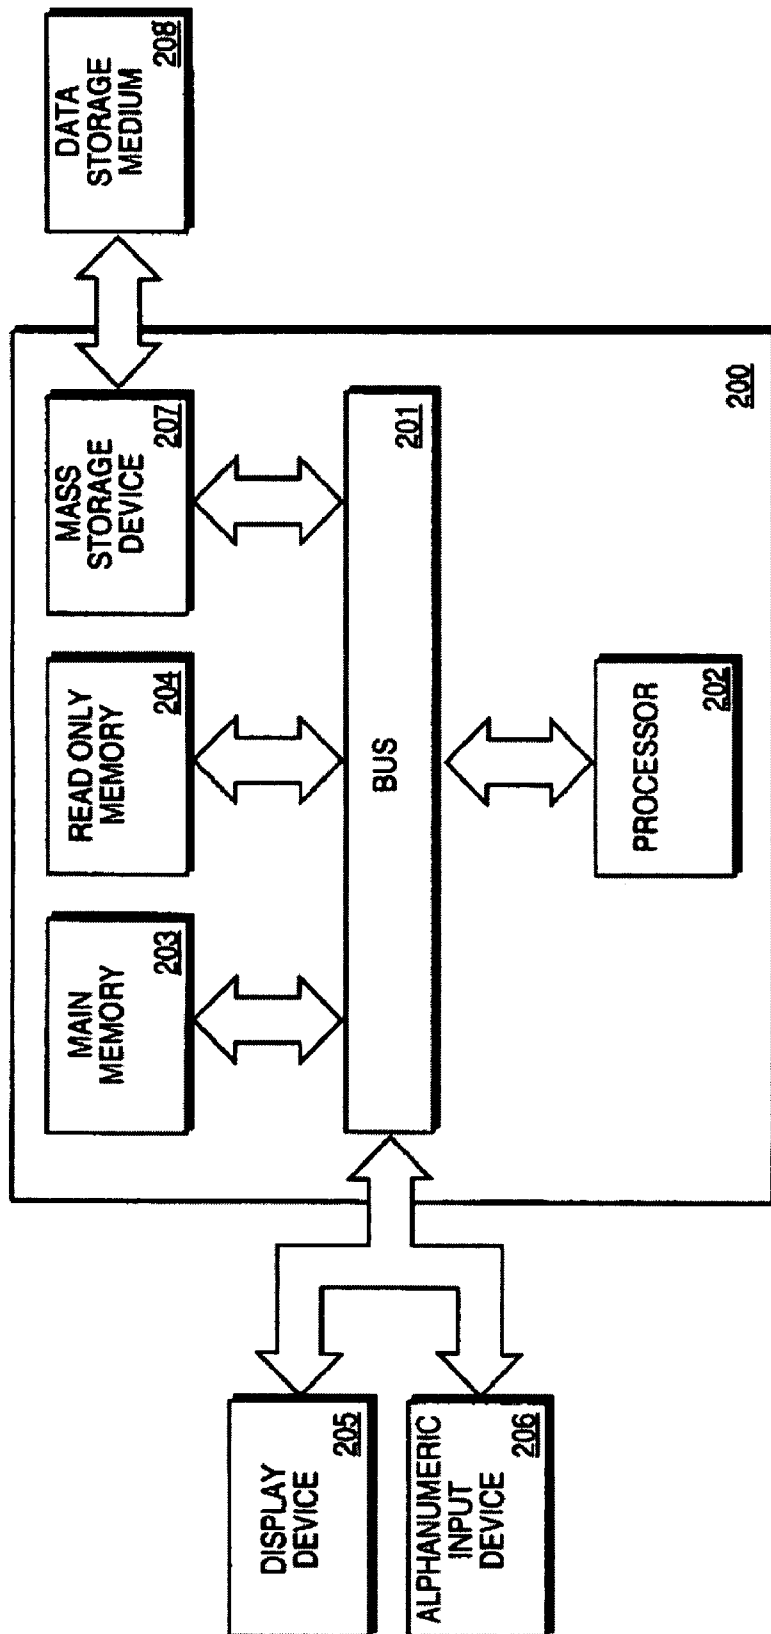 MAIN
MEMORY
203
READ ONLY
MEMORY
204
MASS
STORAGE
DEVICE
207
DATA
STORAGE
MEDIUM
208
DISPLAY
DEVICE
205
ALPHANUMERIC
INPUT
DEVICE
206
BUS
201
PROCESSOR
202
200